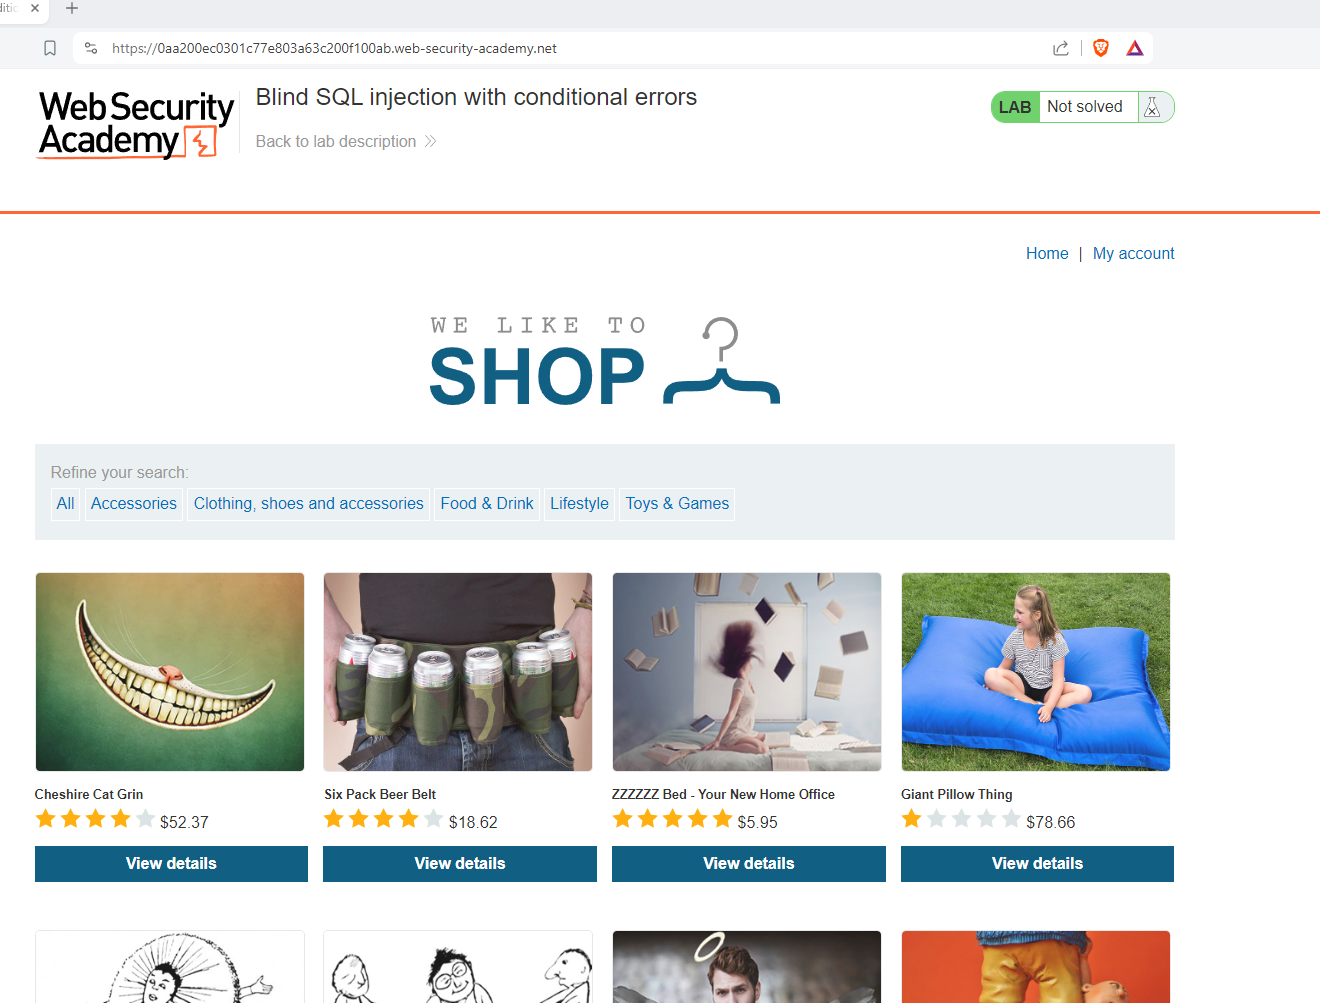 https://0aa200ec0301c77e803a63c200f100ab.web-security-academy.net
Web Security
Academy
Blind SQL injection with conditional errors
Back to lab description
LAB Not solved
Home | My account
WE LIKE TO
SHOP
Refine your search:
All Accessories Clothing, shoes and accessories Food & Drink Lifestyle Toys & Games
Cheshire Cat Grin Six Pack Beer Belt ZZZZZZ Bed - Your New Home Office Giant Pillow Thing
$52.37 $18.62 $5.95 $78.66
View details View details View details View details